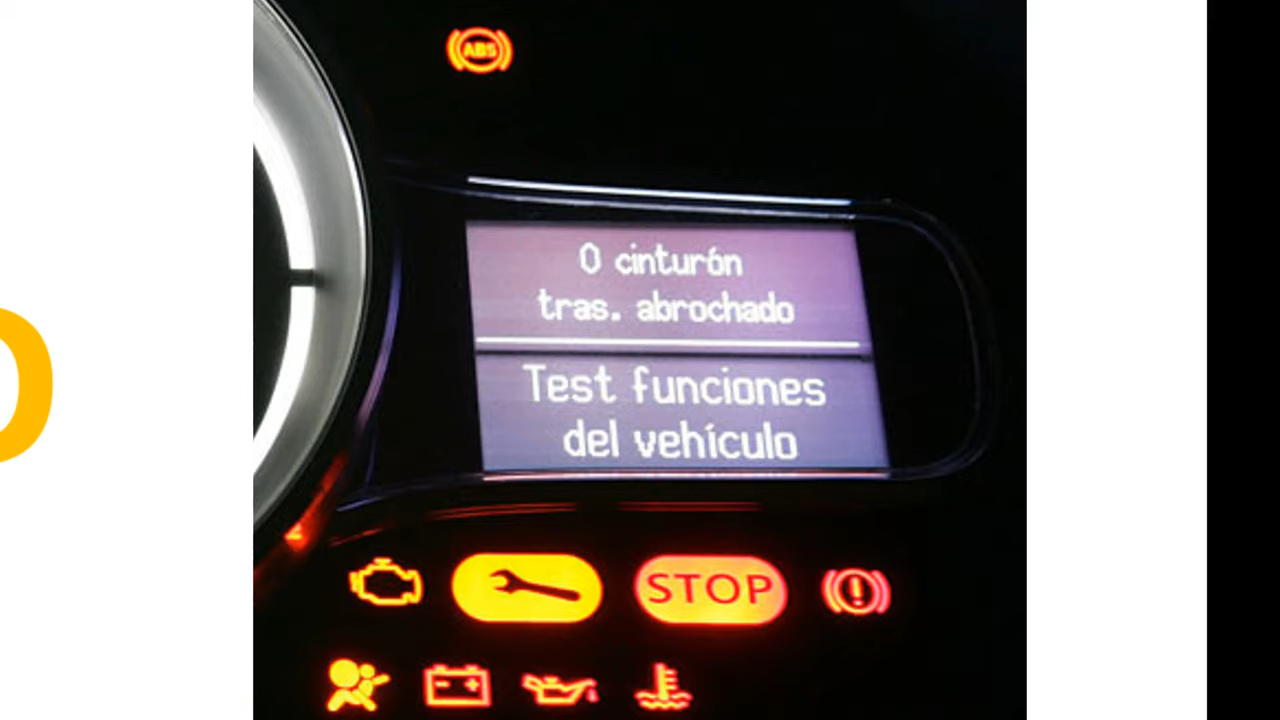 ABS
0 cinturón
tras. abrochado
Test funciones
del vehículo
STOP